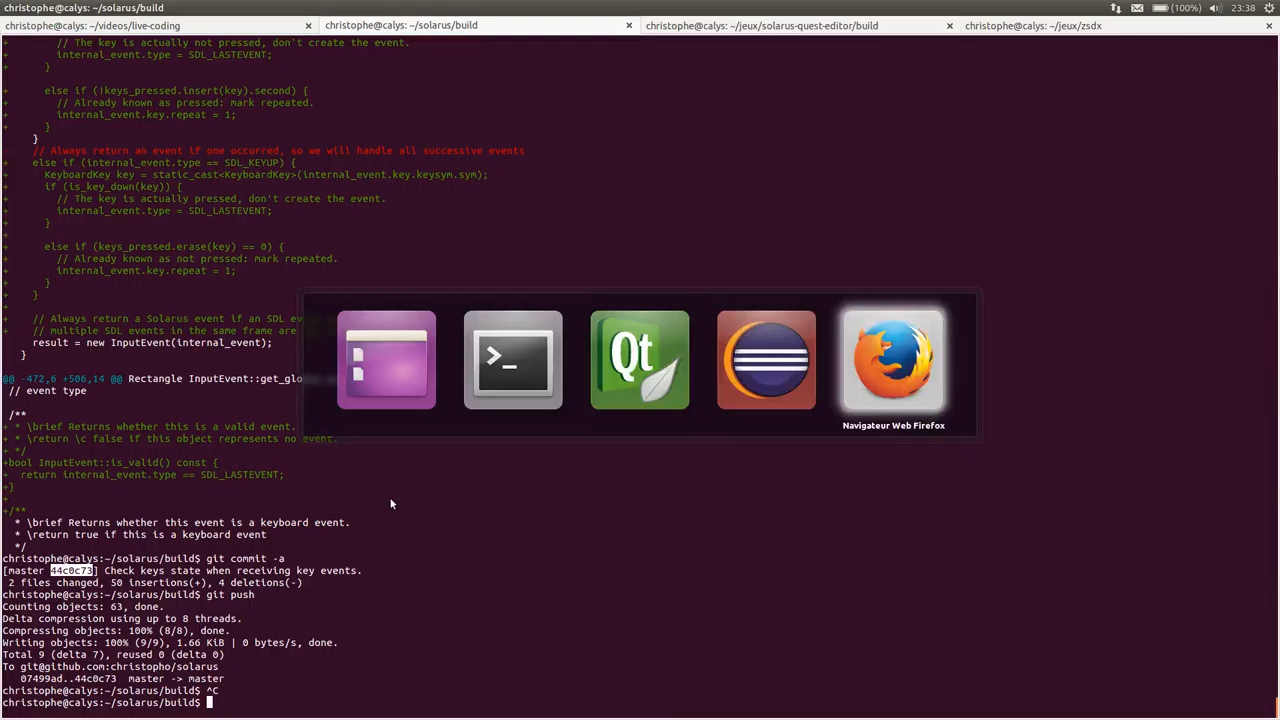 christophe@calys: ~/solarus/build
(100%)
23:38
christophe@calys: ~/videos/live-coding
christophe@calys: ~/solarus/build
christophe@calys: ~/jeux/solarus-quest-editor/build
christophe@calys: ~/jeux/zsdx
+ // The key is actually not pressed, don't create the event.
+ internal_event.type = SDL_LASTEVENT;
+ }
+
+ else if (!keys_pressed.insert(key).second) {
+ // Already known as pressed: mark repeated.
+ internal_event.key.repeat = 1;
+ }
}
- // Always return an event if one occurred, so we will handle all successive events
+ else if (internal_event.type == SDL_KEYUP) {
+ KeyboardKey key = static_cast<KeyboardKey>(internal_event.key.keysym.sym);
+ if (is_key_down(key)) {
+ // The key is actually pressed, don't create the event.
+ internal_event.type = SDL_LASTEVENT;
+ }
+
+ else if (keys_pressed.erase(key) == 0) {
+ // Already known as not pressed: mark repeated.
+ internal_event.key.repeat = 1;
+ }
+ }
+
+ // Always return a Solarus event if an SDL
+ // multiple SDL events in the same frame are
result = new InputEvent(internal_event);
}
@@ -472,6 +506,14 @@ Rectangle InputEvent::get_glo
// event type
/**
+ * \brief Returns whether this is a valid event.
+ * \return \c false if this object represents no event.
+ */
+bool InputEvent::is_valid() const {
+ return internal_event.type == SDL_LASTEVENT;
+}
+
+/**
* \brief Returns whether this event is a keyboard event.
* \return true if this is a keyboard event
*/
christophe@calys:~/solarus/build$ git commit -a
[master 44c0c73] Check keys state when receiving key events.
2 files changed, 50 insertions(+), 4 deletions(-)
christophe@calys:~/solarus/build$ git push
Counting objects: 63, done.
Delta compression using up to 8 threads.
Compressing objects: 100% (8/8), done.
Writing objects: 100% (9/9), 1.66 KiB | 0 bytes/s, done.
Total 9 (delta 7), reused 0 (delta 0)
To git@github.com:christopho/solarus
07499ad..44c0c73 master -> master
christophe@calys:~/solarus/build$ ^C
christophe@calys:~/solarus/build$
>_
Qt
Navigateur Web Firefox